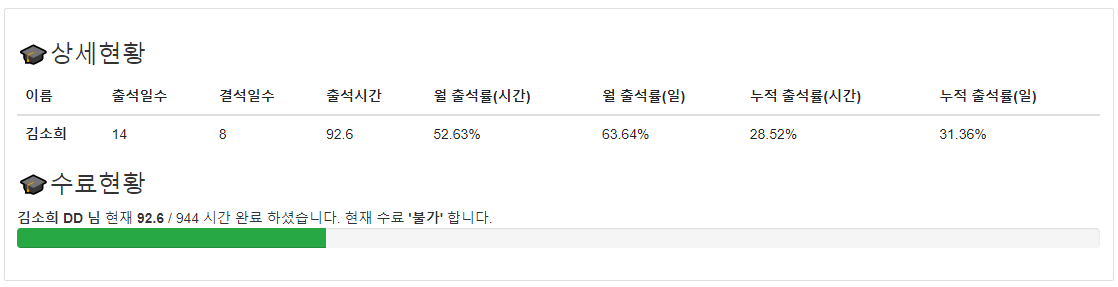 상세현황
이름 출석일수 결석일수 출석시간 월 출석률(시간) 월 출석률(일) 누적 출석률(시간) 누적 출석률(일)
김소희 14 8 92.6 52.63% 63.64% 28.52% 31.36%
수료현황
김소희 DD 님 현재 92.6 / 944 시간 완료 하셨습니다. 현재 수료 '불가' 합니다.